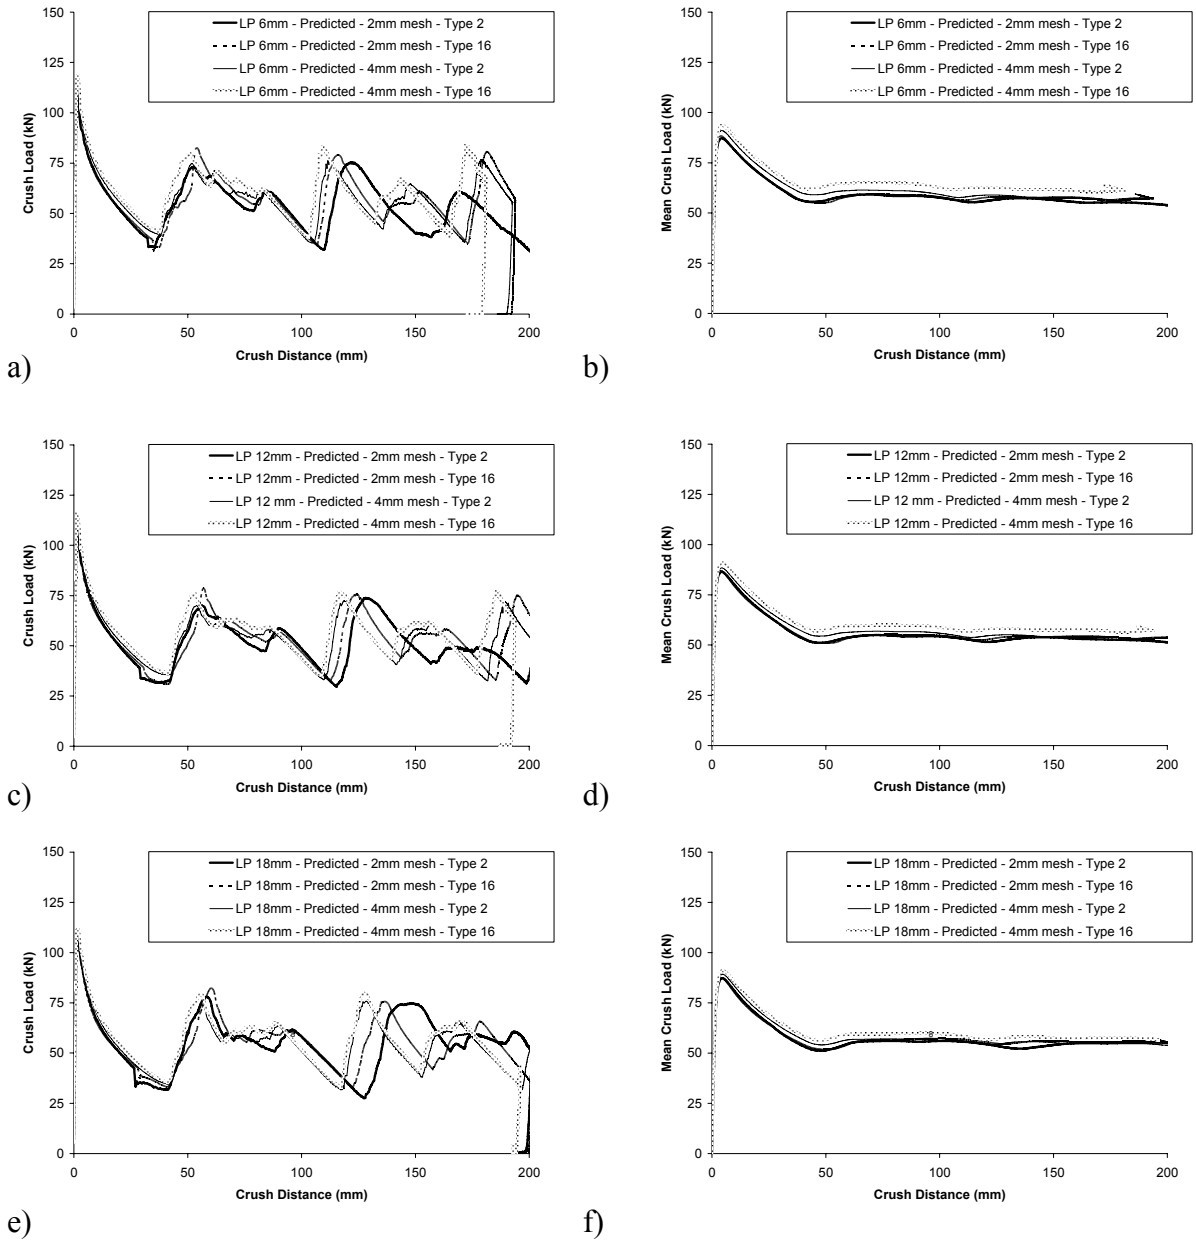 150
125
100
75
50
25
0
Crush Load (kN)
LP 6mm - Predicted - 2mm mesh - Type 2
LP 6mm - Predicted - 2mm mesh - Type 16
LP 6mm - Predicted - 4mm mesh - Type 2
LP 6mm - Predicted - 4mm mesh - Type 16
0 50 100 150 200
Crush Distance (mm)
a)
150
125
100
75
50
25
0
Mean Crush Load (kN)
LP 6mm - Predicted - 2mm mesh - Type 2
LP 6mm - Predicted - 2mm mesh - Type 16
LP 6mm - Predicted - 4mm mesh - Type 2
LP 6mm - Predicted - 4mm mesh - Type 16
0 50 100 150 200
Crush Distance (mm)
b)
150
125
100
75
50
25
0
Crush Load (kN)
LP 12mm - Predicted - 2mm mesh - Type 2
LP 12mm - Predicted - 2mm mesh - Type 16
LP 12 mm - Predicted - 4mm mesh - Type 2
LP 12mm - Predicted - 4mm mesh - Type 16
0 50 100 150 200
Crush Distance (mm)
c)
150
125
100
75
50
25
0
Mean Crush Load (kN)
LP 12mm - Predicted - 2mm mesh - Type 2
LP 12mm - Predicted - 2mm mesh - Type 16
LP 12 mm - Predicted - 4mm mesh - Type 2
LP 12mm - Predicted - 4mm mesh - Type 16
0 50 100 150 200
Crush Distance (mm)
d)
150
125
100
75
50
25
0
Crush Load (kN)
LP 18mm - Predicted - 2mm mesh - Type 2
LP 18mm - Predicted - 2mm mesh - Type 16
LP 18mm - Predicted - 4mm mesh - Type 2
LP 18mm - Predicted - 4mm mesh - Type 16
0 50 100 150 200
Crush Distance (mm)
e)
150
125
100
75
50
25
0
Mean Crush Load (kN)
LP 18mm - Predicted - 2mm mesh - Type 2
LP 18mm - Predicted - 2mm mesh - Type 16
LP 18mm - Predicted - 4mm mesh - Type 2
LP 18mm - Predicted - 4mm mesh - Type 16
0 50 100 150 200
Crush Distance (mm)
f)